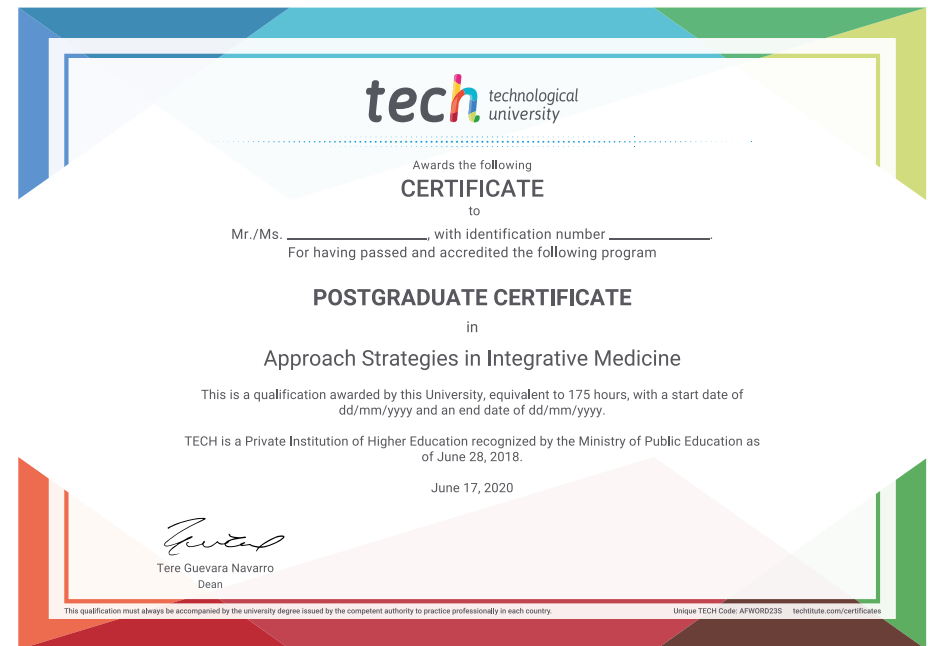 tech technological
university
Awards the following
CERTIFICATE
to
Mr./Ms. ____________________, with identification number ______________.
For having passed and accredited the following program
POSTGRADUATE CERTIFICATE
in
Approach Strategies in Integrative Medicine
This is a qualification awarded by this University, equivalent to 175 hours, with a start date of
dd/mm/yyyy and an end date of dd/mm/yyyy.
TECH is a Private Institution of Higher Education recognized by the Ministry of Public Education as
of June 28, 2018.
June 17, 2020
Tere Guevara Navarro
Dean
This qualification must always be accompanied by the university degree issued by the competent authority to practice professionally in each country. Unique TECH Code: AFWORD23S techtitute.com/certificates